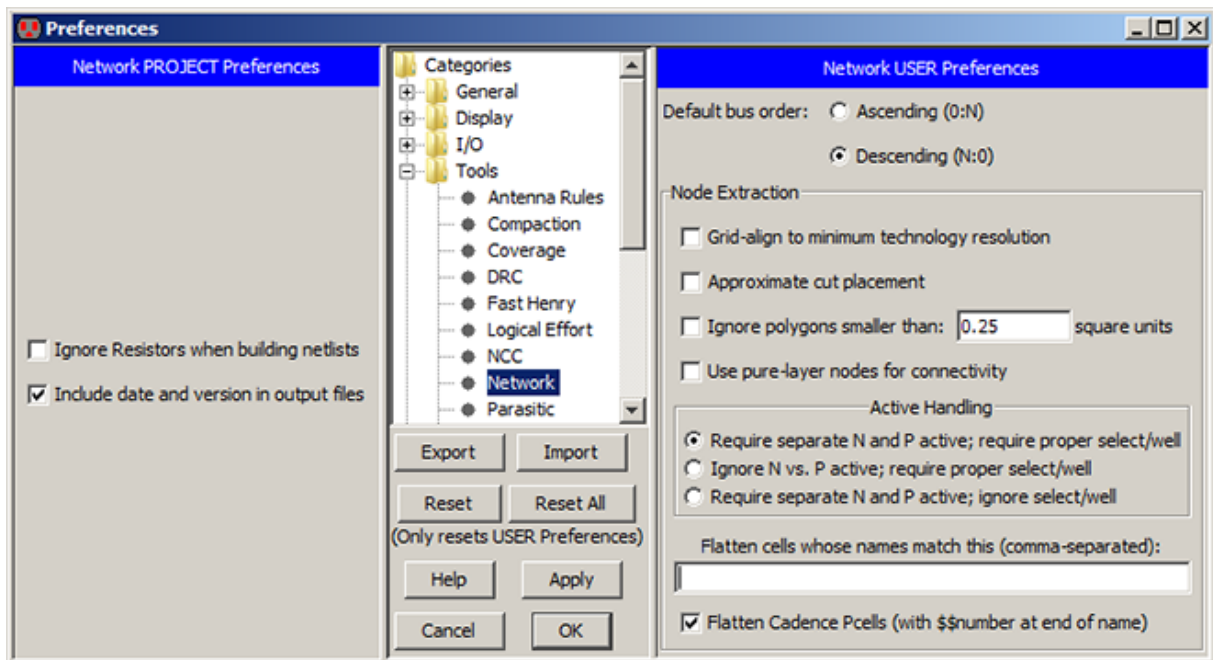 Preferences
Network PROJECT Preferences
Ignore Resistors when building netlists
Include date and version in output files
Categories
General
Display
I/O
Tools
Antenna Rules
Compaction
Coverage
DRC
Fast Henry
Logical Effort
NCC
Network
Parasitic
Export Import
Reset Reset All
(Only resets USER Preferences)
Help Apply
Cancel OK
Network USER Preferences
Default bus order: Ascending (0:N)
Descending (N:0)
Node Extraction
Grid-align to minimum technology resolution
Approximate cut placement
Ignore polygons smaller than: 0.25 square units
Use pure-layer nodes for connectivity
Active Handling
Require separate N and P active; require proper select/well
Ignore N vs. P active; require proper select/well
Require separate N and P active; ignore select/well
Flatten cells whose names match this (comma-separated):
Flatten Cadence Pcells (with $$number at end of name)